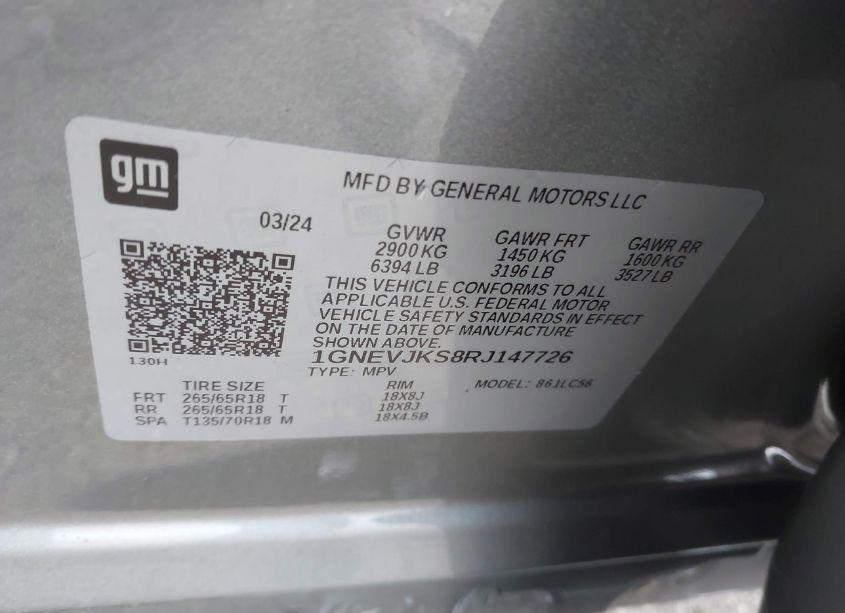 gm
MFD BY GENERAL MOTORS LLC
03/24
GVWR GAWR FRT GAWR RR
2900 KG 1450 KG 1600 KG
6394 LB 3196 LB 3527 LB
THIS VEHICLE CONFORMS TO ALL
APPLICABLE U.S. FEDERAL MOTOR
VEHICLE SAFETY STANDARDS IN EFFECT
ON THE DATE OF MANUFACTURE
SHOWN ABOVE.
130H
1GNEVJKS8RJ147726
TYPE: MPV MODEL: 861LC56
TIRE SIZE RIM
FRT 265/65R18 T 18X8J
RR 265/65R18 T 18X8J
SPA T135/70R18 M 18X4.5B